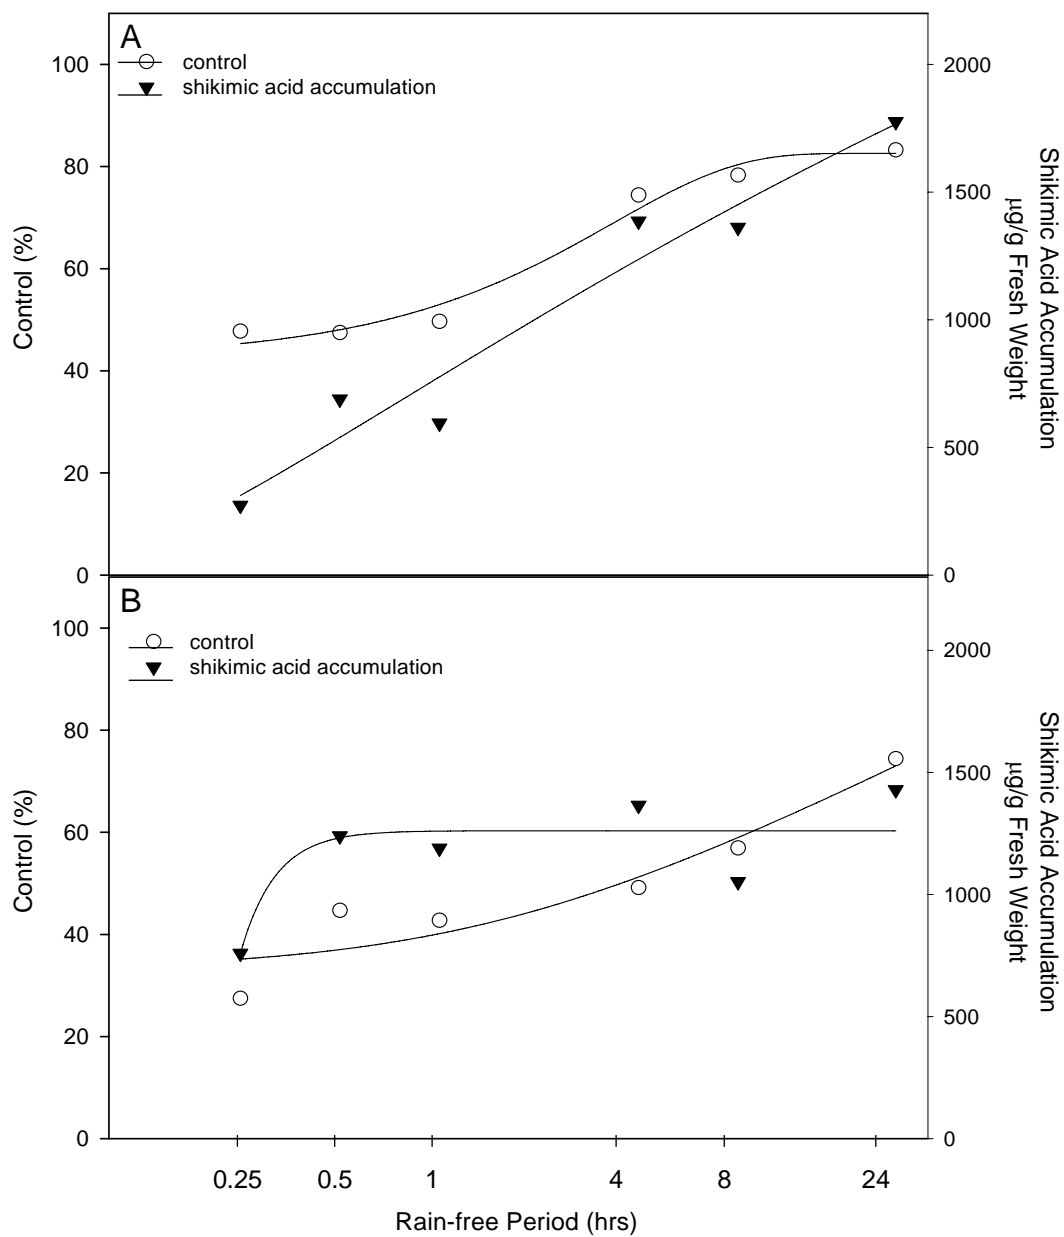 A
control
shikimic acid accumulation
100
80
60
40
20
0
Control (%)
2000
1500
1000
500
0
Shikimic Acid Accumulation
μg/g Fresh Weight
B
control
shikimic acid accumulation
100
80
60
40
20
0
Control (%)
2000
1500
1000
500
0
Shikimic Acid Accumulation
μg/g Fresh Weight
0.25 0.5 1 4 8 24
Rain-free Period (hrs)